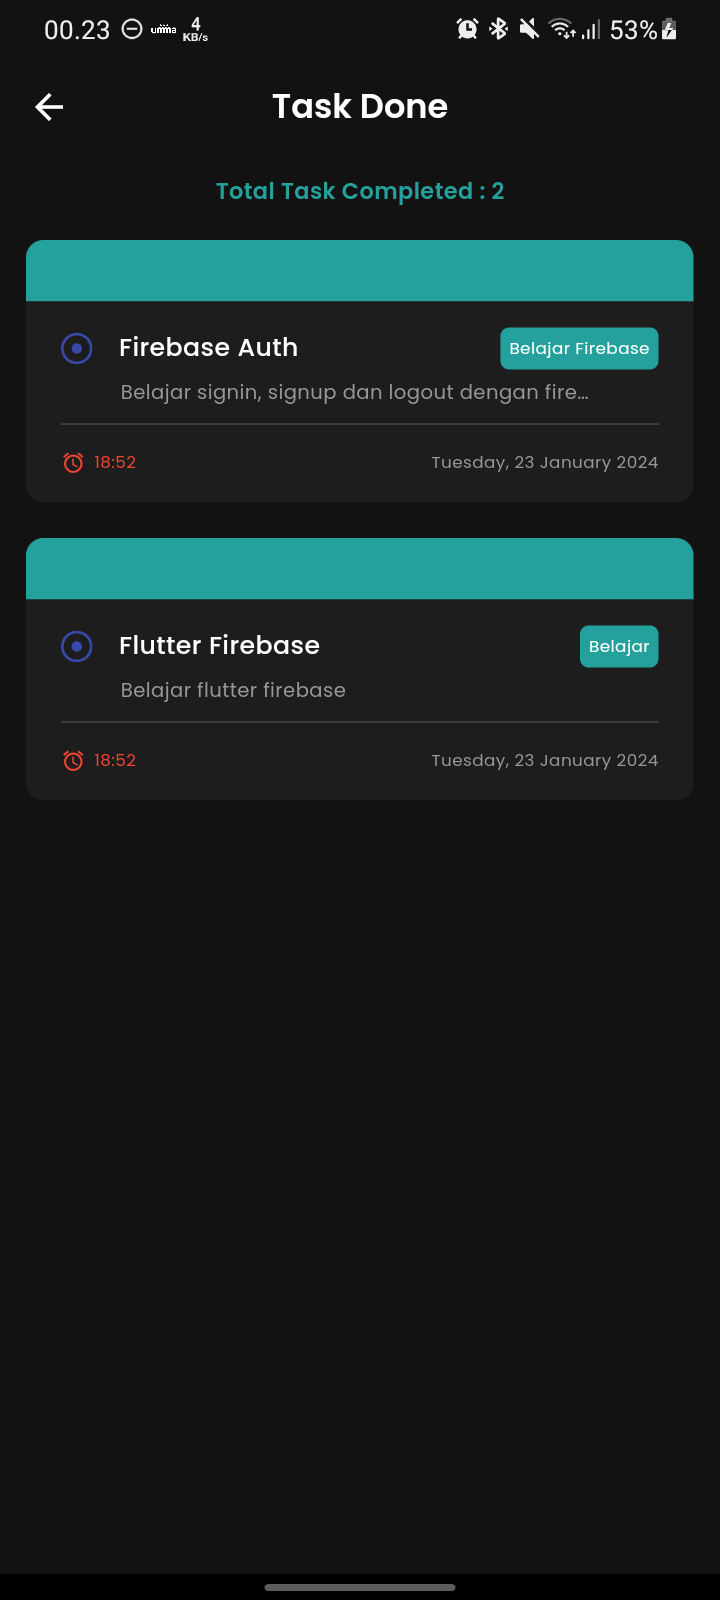 00.23 umma 4 KB/s 53%
Task Done
Total Task Completed : 2
Firebase Auth Belajar Firebase
Belajar signin, signup dan logout dengan fire...
18:52 Tuesday, 23 January 2024
Flutter Firebase Belajar
Belajar flutter firebase
18:52 Tuesday, 23 January 2024